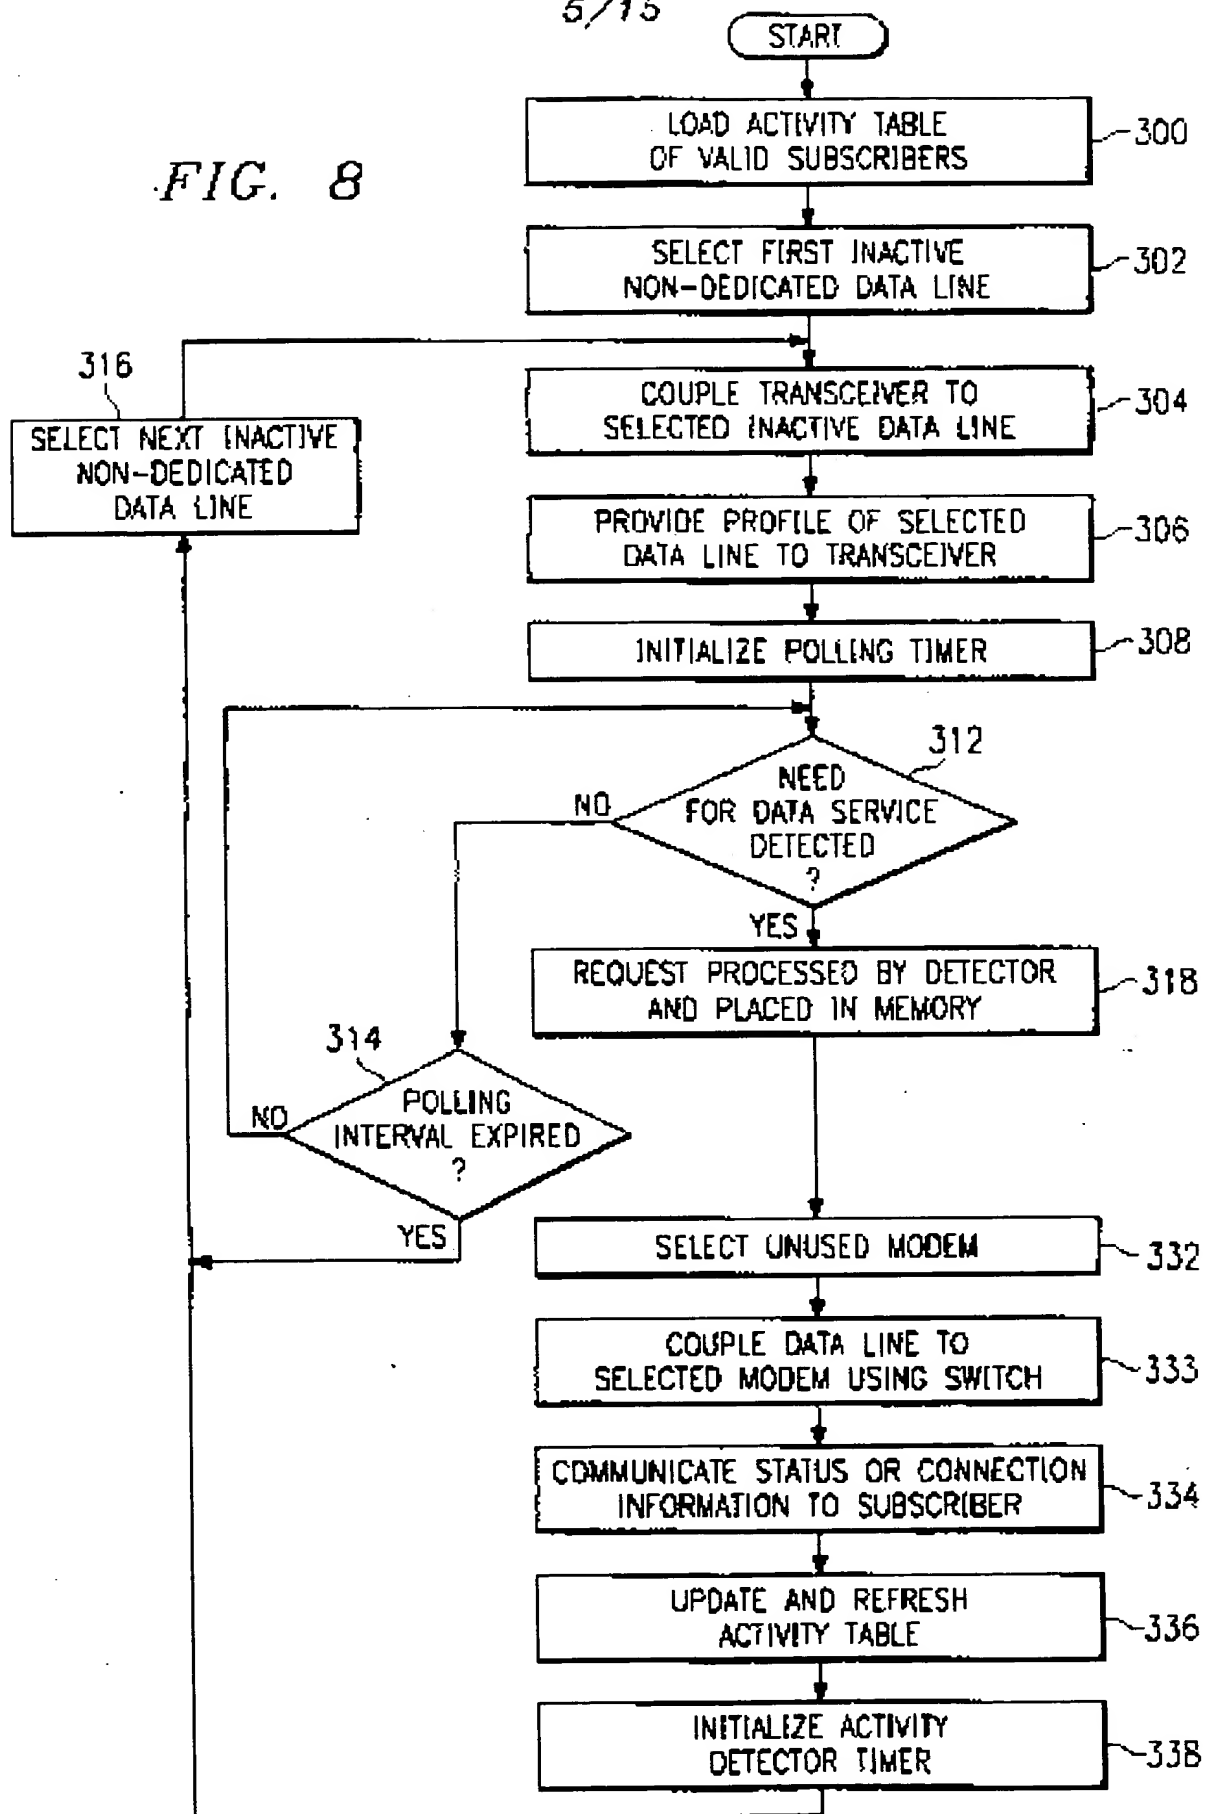 5/15
START
FIG. 8
LOAD ACTIVITY TABLE
OF VALID SUBSCRIBERS
300
SELECT FIRST INACTIVE
NON-DEDICATED DATA LINE
302
316
SELECT NEXT INACTIVE
NON-DEDICATED
DATA LINE
COUPLE TRANSCEIVER TO
SELECTED INACTIVE DATA LINE
304
PROVIDE PROFILE OF SELECTED
DATA LINE TO TRANSCEIVER
306
INITIALIZE POLLING TIMER
308
312
NEED
FOR DATA SERVICE
DETECTED
?
NO
YES
REQUEST PROCESSED BY DETECTOR
AND PLACED IN MEMORY
318
314
POLLING
INTERVAL EXPIRED
?
NO
YES
SELECT UNUSED MODEM
332
COUPLE DATA LINE TO
SELECTED MODEM USING SWITCH
333
COMMUNICATE STATUS OR CONNECTION
INFORMATION TO SUBSCRIBER
334
UPDATE AND REFRESH
ACTIVITY TABLE
336
INITIALIZE ACTIVITY
DETECTOR TIMER
338